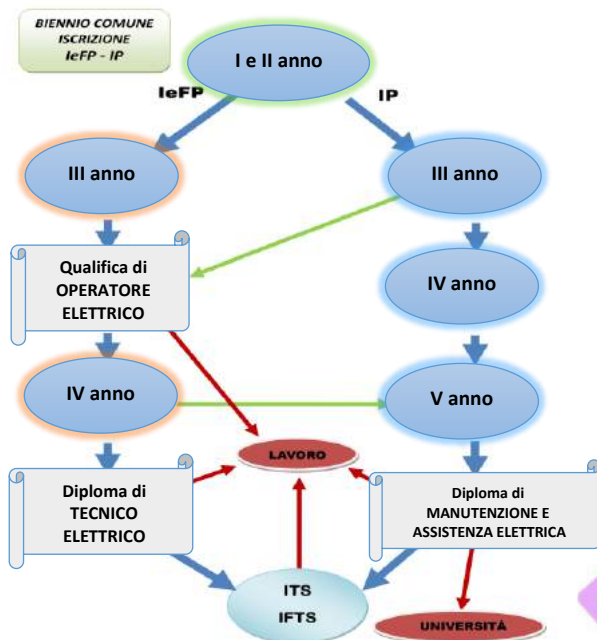 BIENNIO COMUNE
ISCRIZIONE
IeFP - IP
I e II anno
IeFP
IP
III anno
III anno
Qualifica di
OPERATORE
ELETTRICO
IV anno
IV anno
V anno
LAVORO
Diploma di
TECNICO
ELETTRICO
Diploma di
MANUTENZIONE E
ASSISTENZA ELETTRICA
ITS
IFTS
UNIVERSITÀ